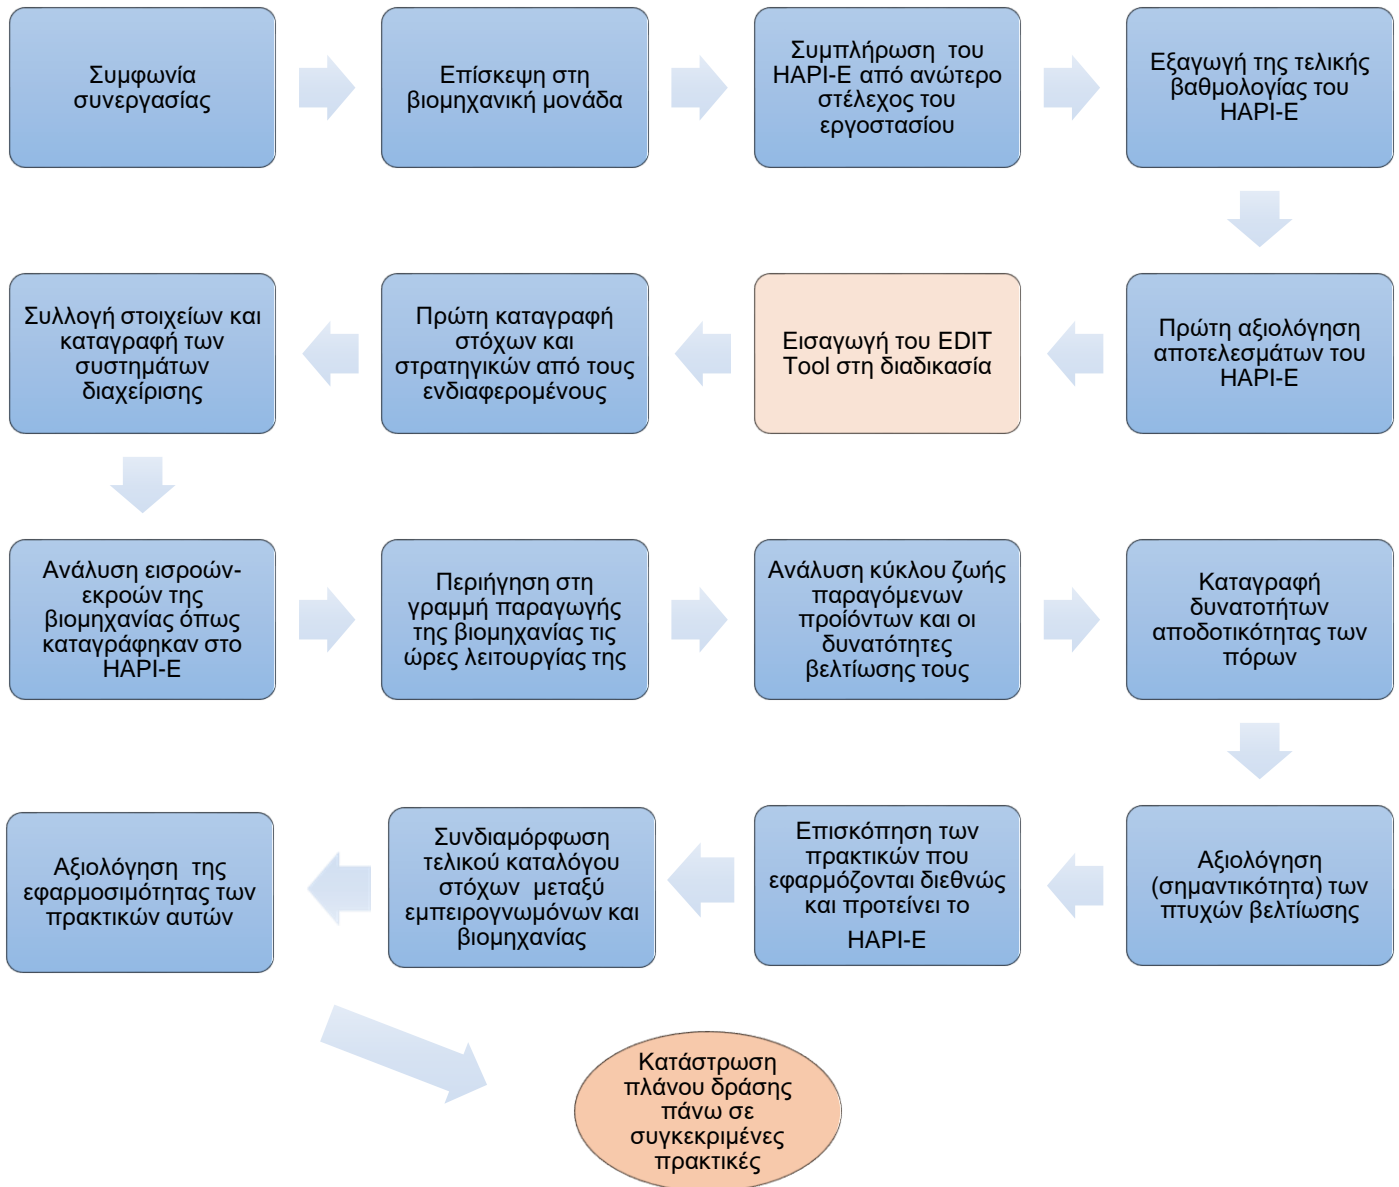 Συμφωνία
συνεργασίας
Επίσκεψη στη
βιομηχανική μονάδα
Συμπλήρωση του
HAPI-E από ανώτερο
στέλεχος του
εργοστασίου
Εξαγωγή της τελικής
βαθμολογίας του
HAPI-E
Πρώτη αξιολόγηση
αποτελεσμάτων του
HAPI-E
Εισαγωγή του EDIT
Tool στη διαδικασία
Πρώτη καταγραφή
στόχων και
στρατηγικών από τους
ενδιαφερομένους
Συλλογή στοιχείων και
καταγραφή των
συστημάτων
διαχείρισης
Ανάλυση εισροών-
εκροών της
βιομηχανίας όπως
καταγράφηκαν στο
HAPI-E
Περιήγηση στη
γραμμή παραγωγής
της βιομηχανίας τις
ώρες λειτουργίας της
Ανάλυση κύκλου ζωής
παραγόμενων
προϊόντων και οι
δυνατότητες
βελτίωσης τους
Καταγραφή
δυνατοτήτων
αποδοτικότητας των
πόρων
Αξιολόγηση
(σημαντικότητα) των
πτυχών βελτίωσης
Επισκόπηση των
πρακτικών που
εφαρμόζονται διεθνώς
και προτείνει το
HAPI-E
Συνδιαμόρφωση
τελικού καταλόγου
στόχων μεταξύ
εμπειρογνωμόνων και
βιομηχανίας
Αξιολόγηση της
εφαρμοσιμότητας των
πρακτικών αυτών
Κατάστρωση
πλάνου δράσης
πάνω σε
συγκεκριμένες
πρακτικές